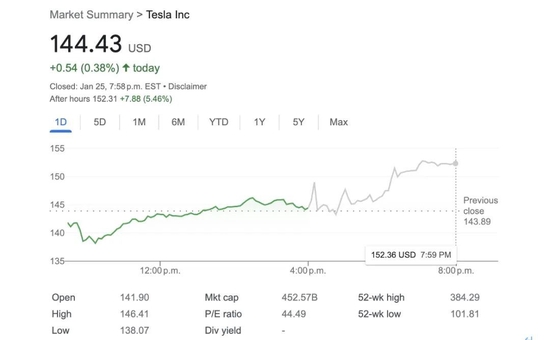 Market Summary > Tesla Inc
144.43 USD
+0.54 (0.38%) ↑ today
Closed: Jan 25, 7:58 p.m. EST • Disclaimer
After hours 152.31 +7.88 (5.46%)
1D 5D 1M 6M YTD 1Y 5Y Max
155
150
145
140
135
Previous
close
143.89
152.36 USD 7:59 PM
12:00 p.m. 4:00 p.m. 8:00 p.m.
Open 141.90 Mkt cap 452.57B 52-wk high 384.29
High 146.41 P/E ratio 44.49 52-wk low 101.81
Low 138.07 Div yield -